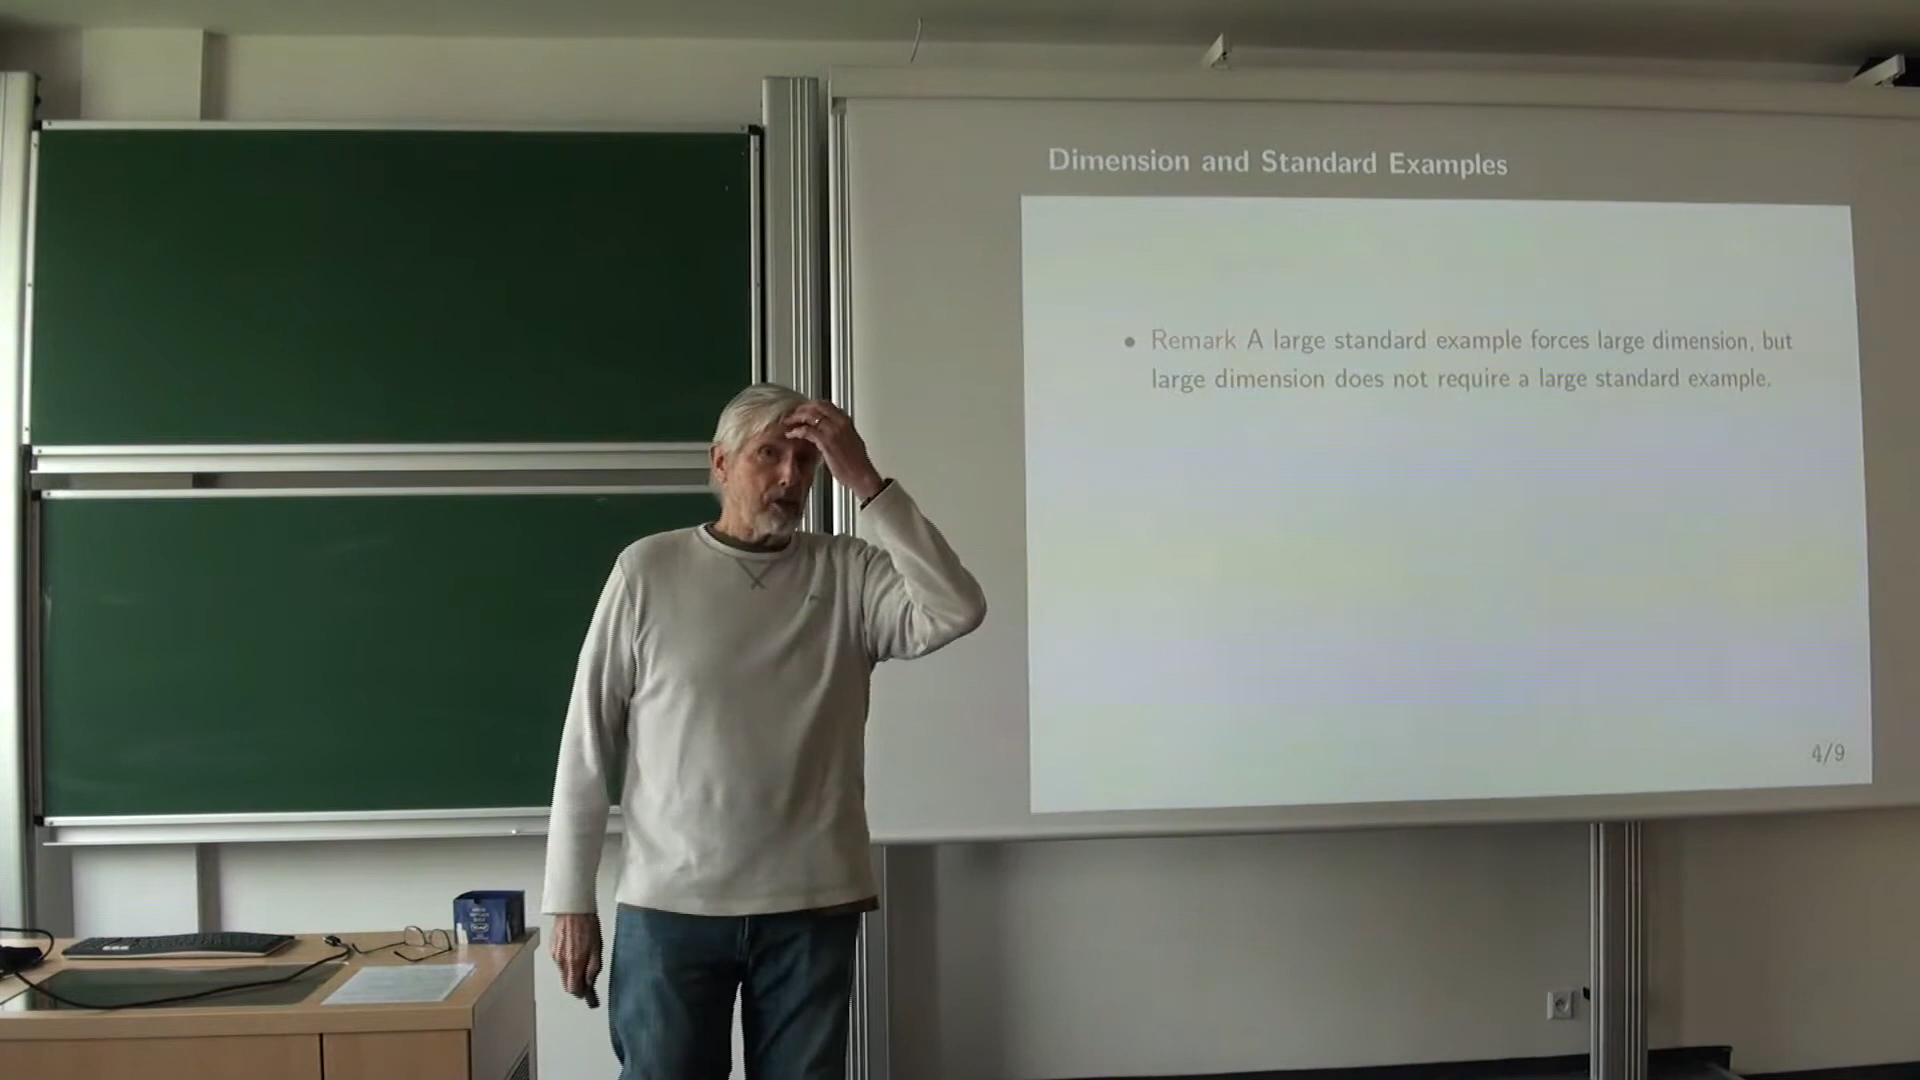 Dimension and Standard Examples
• Remark A large standard example forces large dimension, but
large dimension does not require a large standard example.
4/9